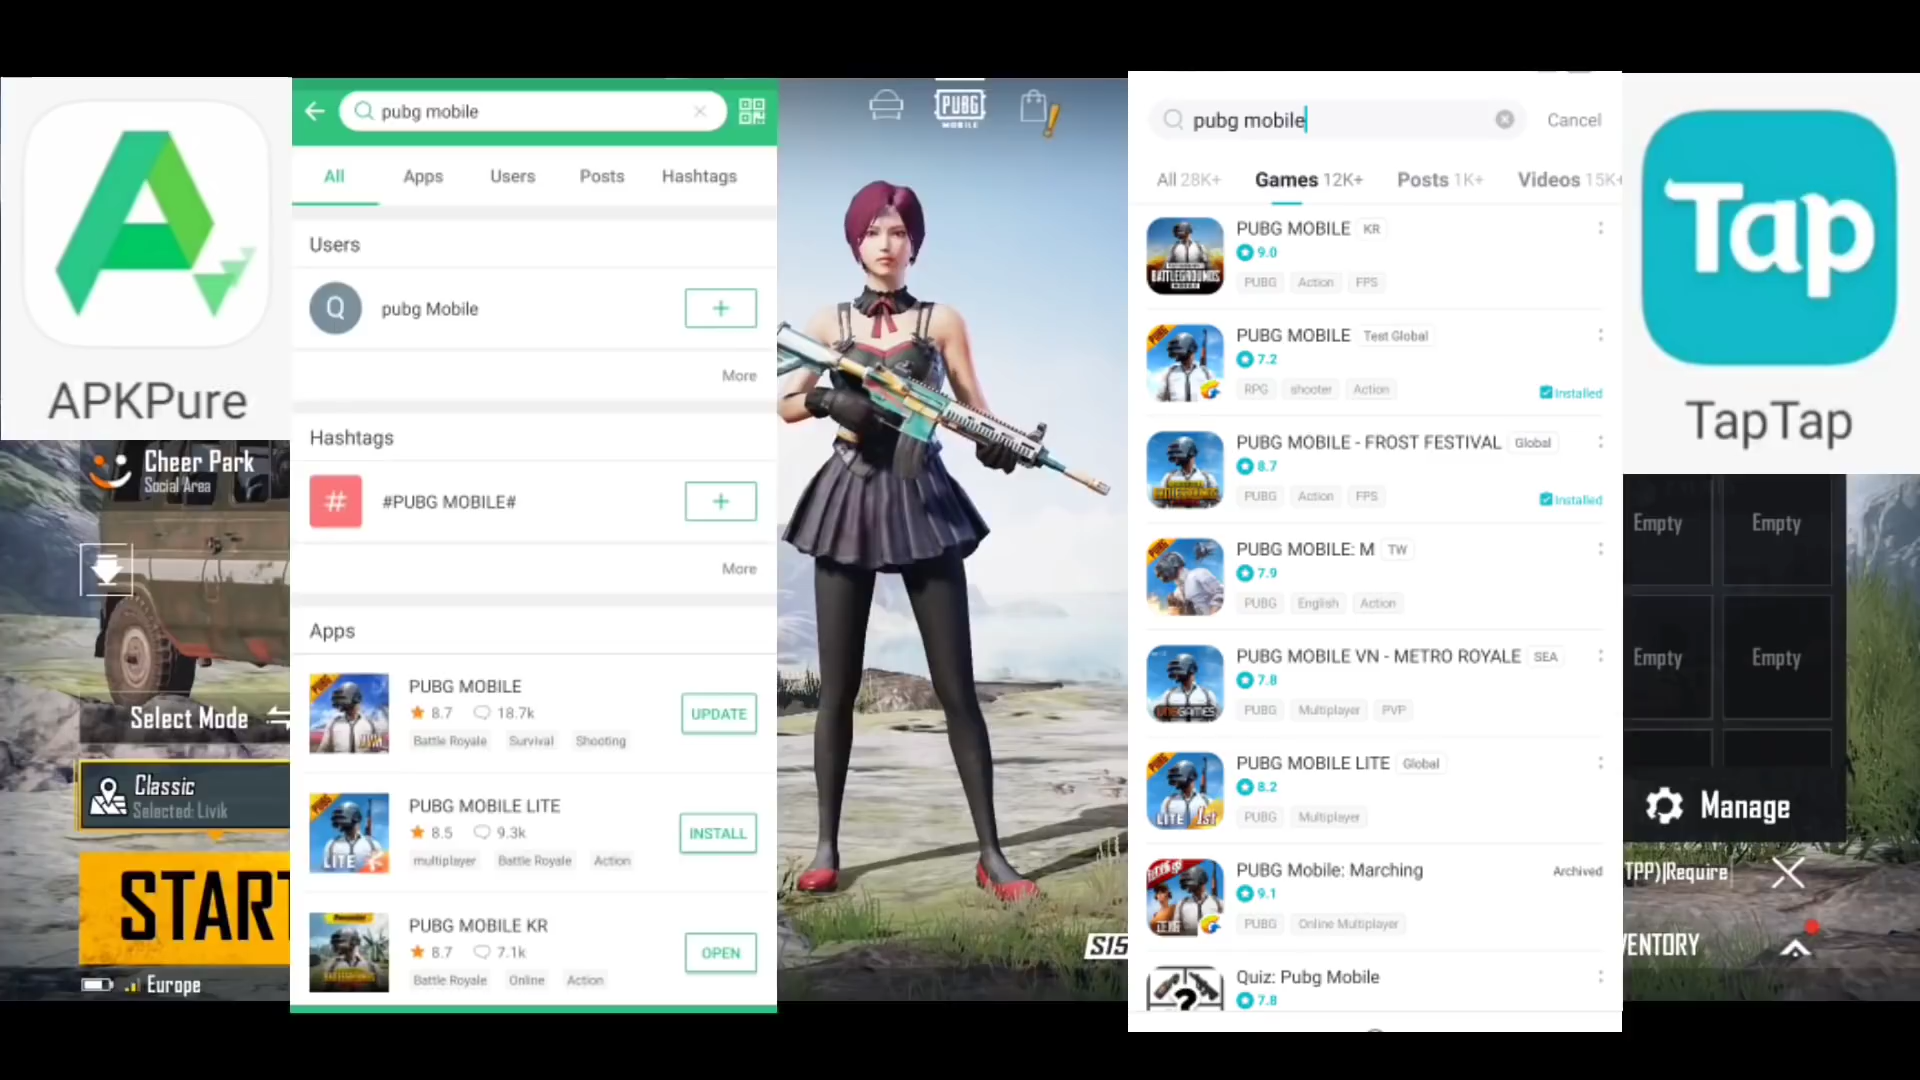 APKPure
Cheer Park
Social Area
Select Mode
Classic
Selected: Livik
START
Europe
pubg mobile
All
Apps
Users
Posts
Hashtags
Users
Q
pubg Mobile
+
More
Hashtags
#
#PUBG MOBILE#
+
More
Apps
PUBG MOBILE
8.7
18.7k
UPDATE
Battle Royale
Survival
Shooting
PUBG MOBILE LITE
8.5
9.3k
INSTALL
multiplayer
Battle Royale
Action
LITE
PUBG MOBILE KR
8.7
7.1k
OPEN
Battle Royale
Online
Action
PUBG
MOBILE
S15
pubg mobile
Cancel
All 28K+
Games 12K+
Posts 1K+
Videos 15K+
PUBG MOBILE KR
9.0
PUBG Action FPS
BATTLEGROUNDS
PUBG MOBILE Test Global
7.2
RPG shooter Action
Installed
PUBG MOBILE - FROST FESTIVAL Global
8.7
PUBG Action FPS
Installed
PUBG MOBILE: M TW
7.9
PUBG English Action
PUBG MOBILE VN - METRO ROYALE SEA
7.8
PUBG Multiplayer PVP
PUBG MOBILE LITE Global
8.2
PUBG Multiplayer
LITE 1st
PUBG Mobile: Marching
Archived
9.1
PUBG Online Multiplayer
Quiz: Pubg Mobile
7.8
?
Tap
TapTap
Empty
Empty
Empty
Empty
Manage
TPP)|Require
VENTORY